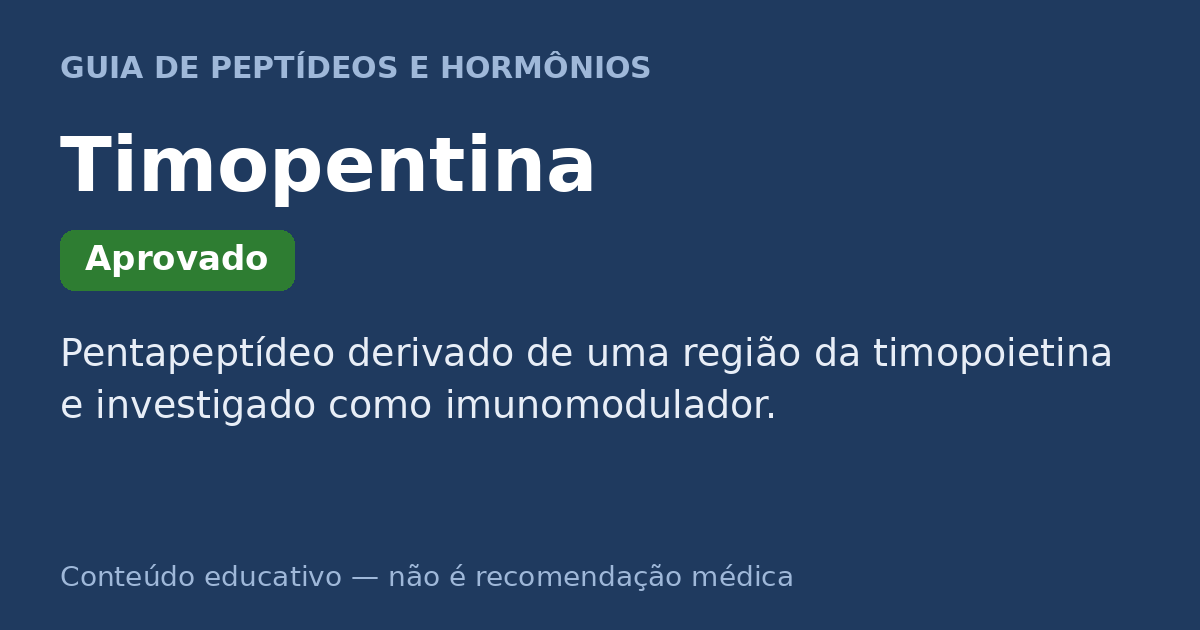 GUIA DE PEPTÍDEOS E HORMÔNIOS
Timopentina
Aprovado
Pentapeptídeo derivado de uma região da timopoietina
e investigado como imunomodulador.
Conteúdo educativo — não é recomendação médica